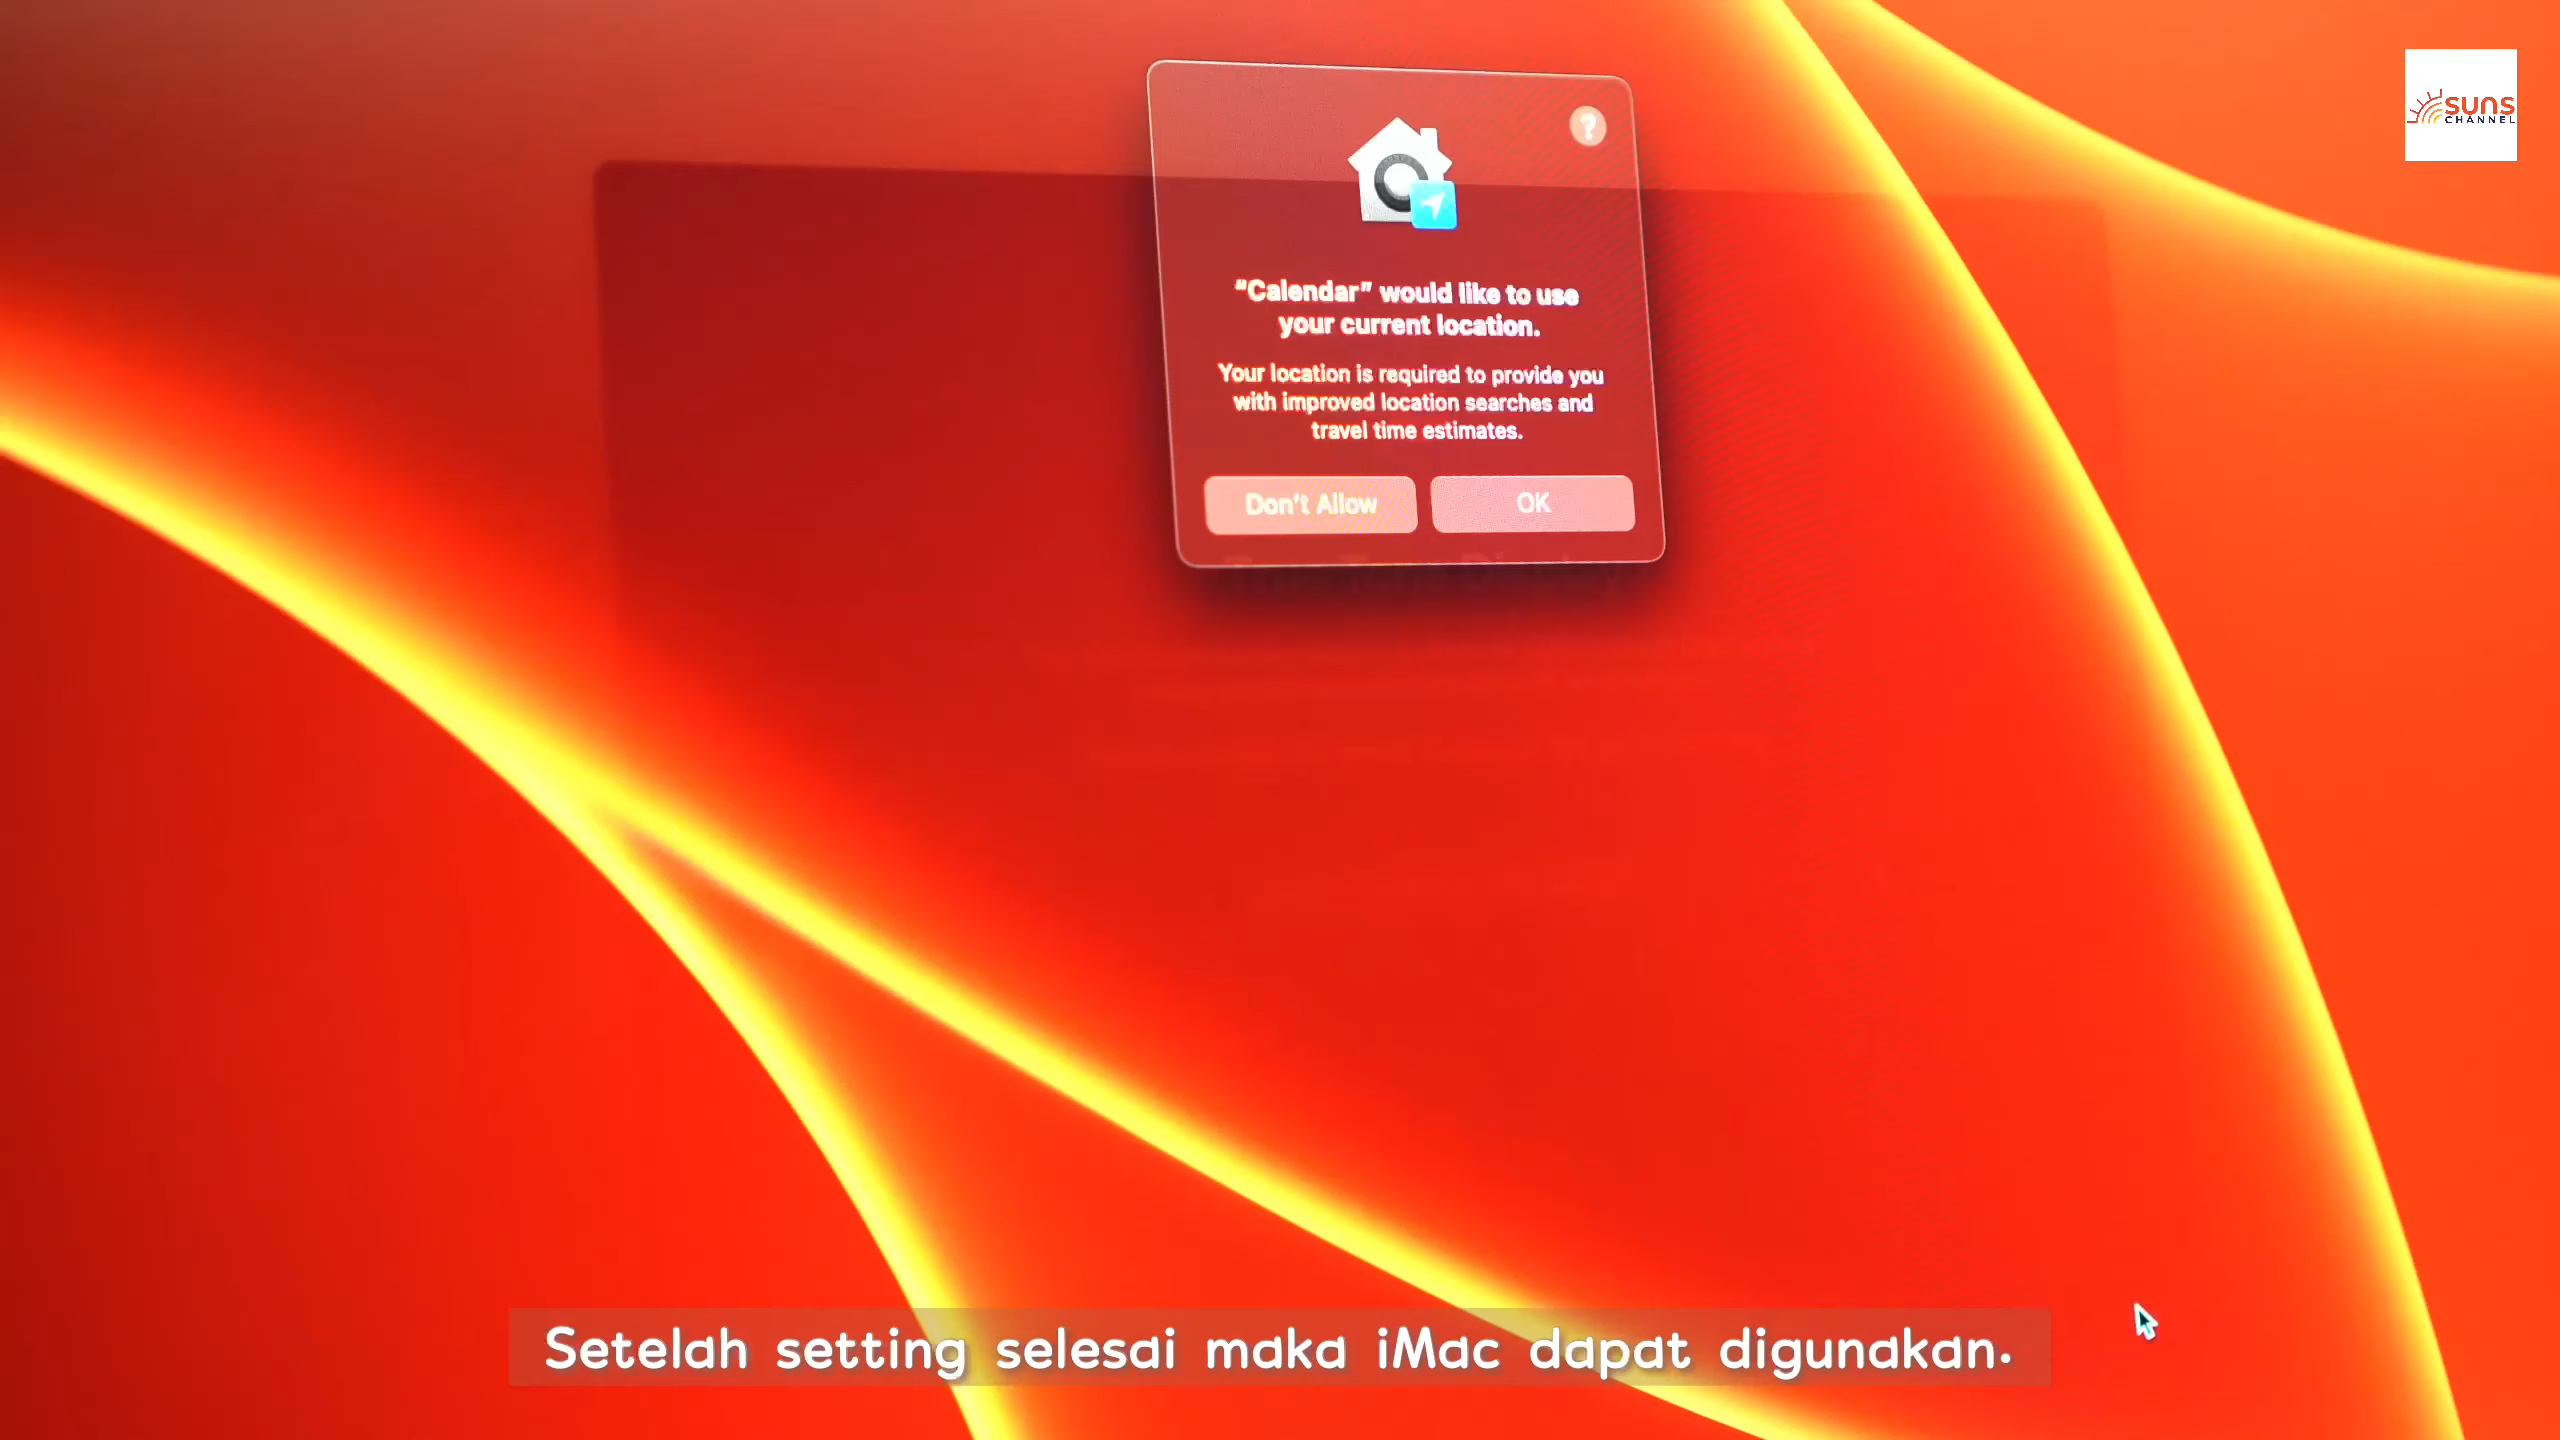 suns
CHANNEL
?
“Calendar” would like to use
your current location.
Your location is required to provide you
with improved location searches and
travel time estimates.
Don’t Allow
OK
Display
Setelah setting selesai maka iMac dapat digunakan.